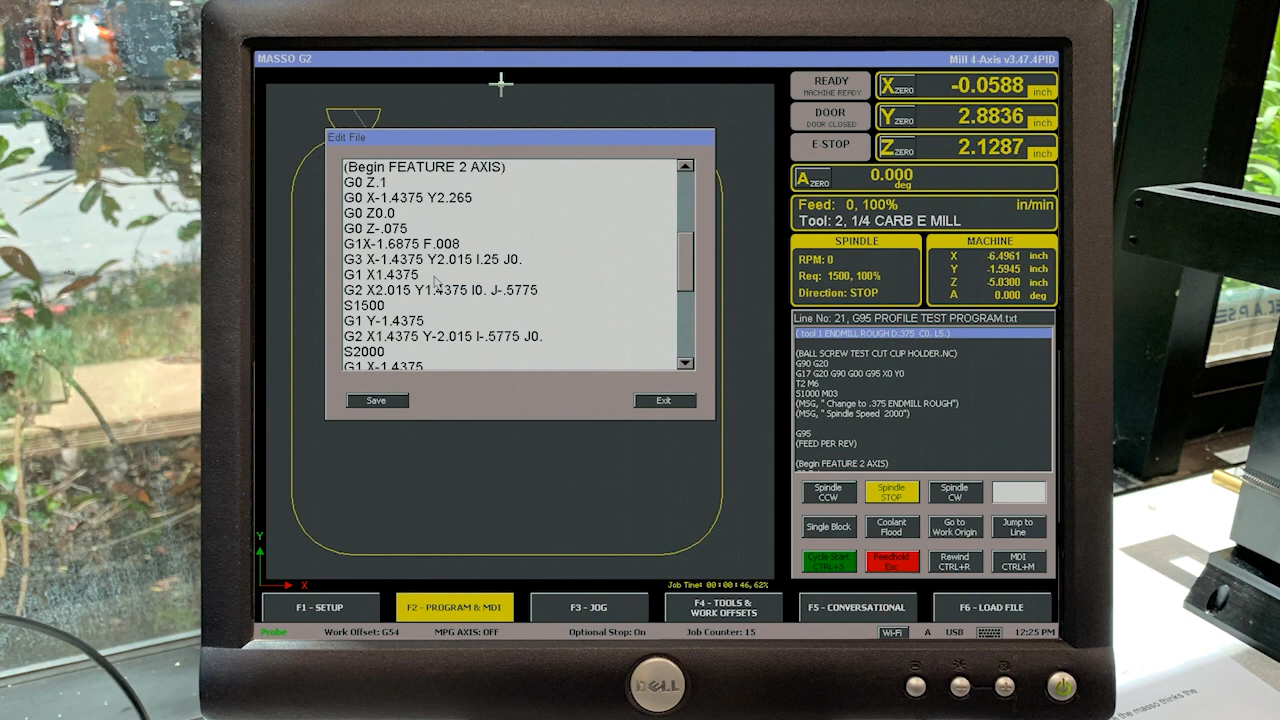 MASSO G2
Mill 4-Axis v3.47.4PID
READY
MACHINE READY
X ZERO -0.0588 inch
DOOR
DOOR CLOSED
Y ZERO 2.8836 inch
E-STOP
Z ZERO 2.1287 inch
A ZERO 0.000 deg
Feed: 0, 100% in/min
Tool: 2, 1/4 CARB E MILL
SPINDLE
RPM: 0
Req: 1500, 100%
Direction: STOP
MACHINE
X -6.4961 inch
Y -1.5945 inch
Z -5.0300 inch
A 0.000 deg
Edit File
(Begin FEATURE 2 AXIS)
G0 Z.1
G0 X-1.4375 Y2.265
G0 Z0.0
G0 Z-.075
G1X-1.6875 F.008
G3 X-1.4375 Y2.015 I.25 J0.
G1 X1.4375
G2 X2.015 Y1.4375 I0. J-.5775
S1500
G1 Y-1.4375
G2 X1.4375 Y-2.015 I-.5775 J0.
S2000
G1 X-1.4375
Save
Exit
Line No: 21, G95 PROFILE TEST PROGRAM.txt
( tool 1 ENDMILL ROUGH D.375 C0. L5.)
(BALL SCREW TEST CUT CUP HOLDER.NC)
G90 G20
G17 G20 G90 G00 G95 X0 Y0
T2 M6
S1000 M03
(MSG, " Change to .375 ENDMILL ROUGH")
(MSG, " Spindle Speed 2000")
G95
(FEED PER REV)
(Begin FEATURE 2 AXIS)
Spindle CCW
Spindle STOP
Spindle CW
Single Block
Coolant Flood
Go to Work Origin
Jump to Line
Cycle Start CTRL+S
Feedhold Esc
Rewind CTRL+R
MDI CTRL+M
Y
X
Job Time: 00:00:46,62%
F1 - SETUP
F2 - PROGRAM & MDI
F3 - JOG
F4 - TOOLS & WORK OFFSETS
F5 - CONVERSATIONAL
F6 - LOAD FILE
Probe
Work Offset: G54
MPG AXIS: OFF
Optional Stop: On
Job Counter: 15
Wi-Fi
A
USB
12:25 PM
DELL
the masso thinks the